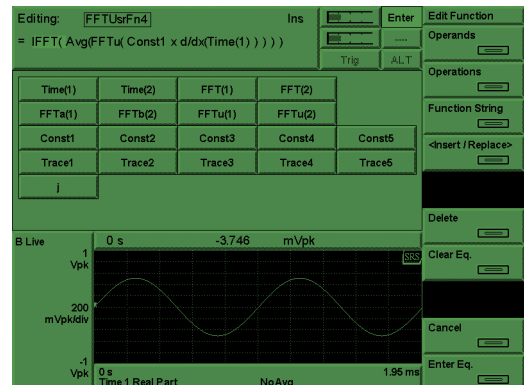 Editing: FFTUsrFn4 Ins Enter Edit Function
= IFFT( Avg(FFTu( Const1 x d/dx(Time(1) ) ) ) )
----
Trig ALT
Operands
Operations
Function String
<Insert / Replace>
Delete
Clear Eq.
Cancel
Enter Eq.
Time(1) Time(2) FFT(1) FFT(2)
FFTa(1) FFTb(2) FFTu(1) FFTu(2)
Const1 Const2 Const3 Const4 Const5
Trace1 Trace2 Trace3 Trace4 Trace5
j
B Live 0 s -3.746 mVpk
1
Vpk
SRS
200
mVpk/div
-1
Vpk
0 s 1.95 ms
Time 1 Real Part NoAvg